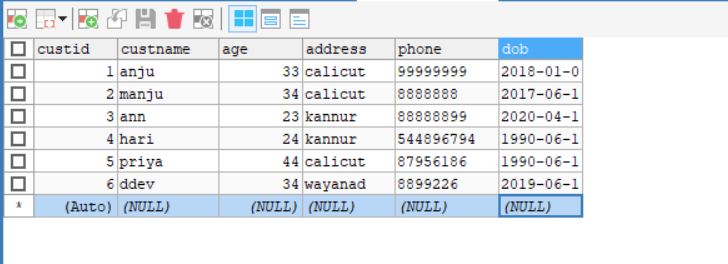 custid custname age address phone dob
1 anju 33 calicut 99999999 2018-01-0
2 manju 34 calicut 8888888 2017-06-1
3 ann 23 kannur 88888899 2020-04-1
4 hari 24 kannur 544896794 1990-06-1
5 priya 44 calicut 87956186 1990-06-1
6 ddev 34 wayanad 8899226 2019-06-1
* (Auto) (NULL) (NULL) (NULL) (NULL) (NULL)